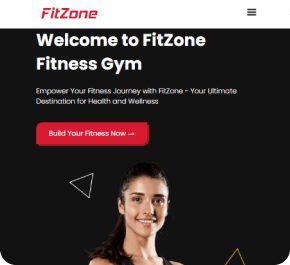 FitZone
Welcome to FitZone
Fitness Gym
Empower Your Fitness Journey with FitZone - Your Ultimate
Destination for Health and Wellness
Build Your Fitness Now →